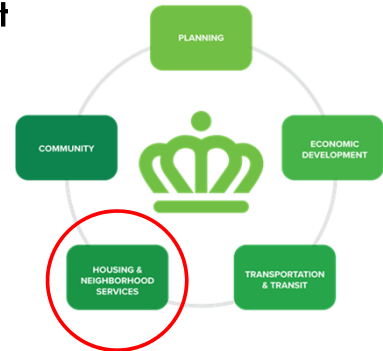 t
PLANNING
COMMUNITY
ECONOMIC
DEVELOPMENT
HOUSING &
NEIGHBORHOOD
SERVICES
TRANSPORTATION
& TRANSIT